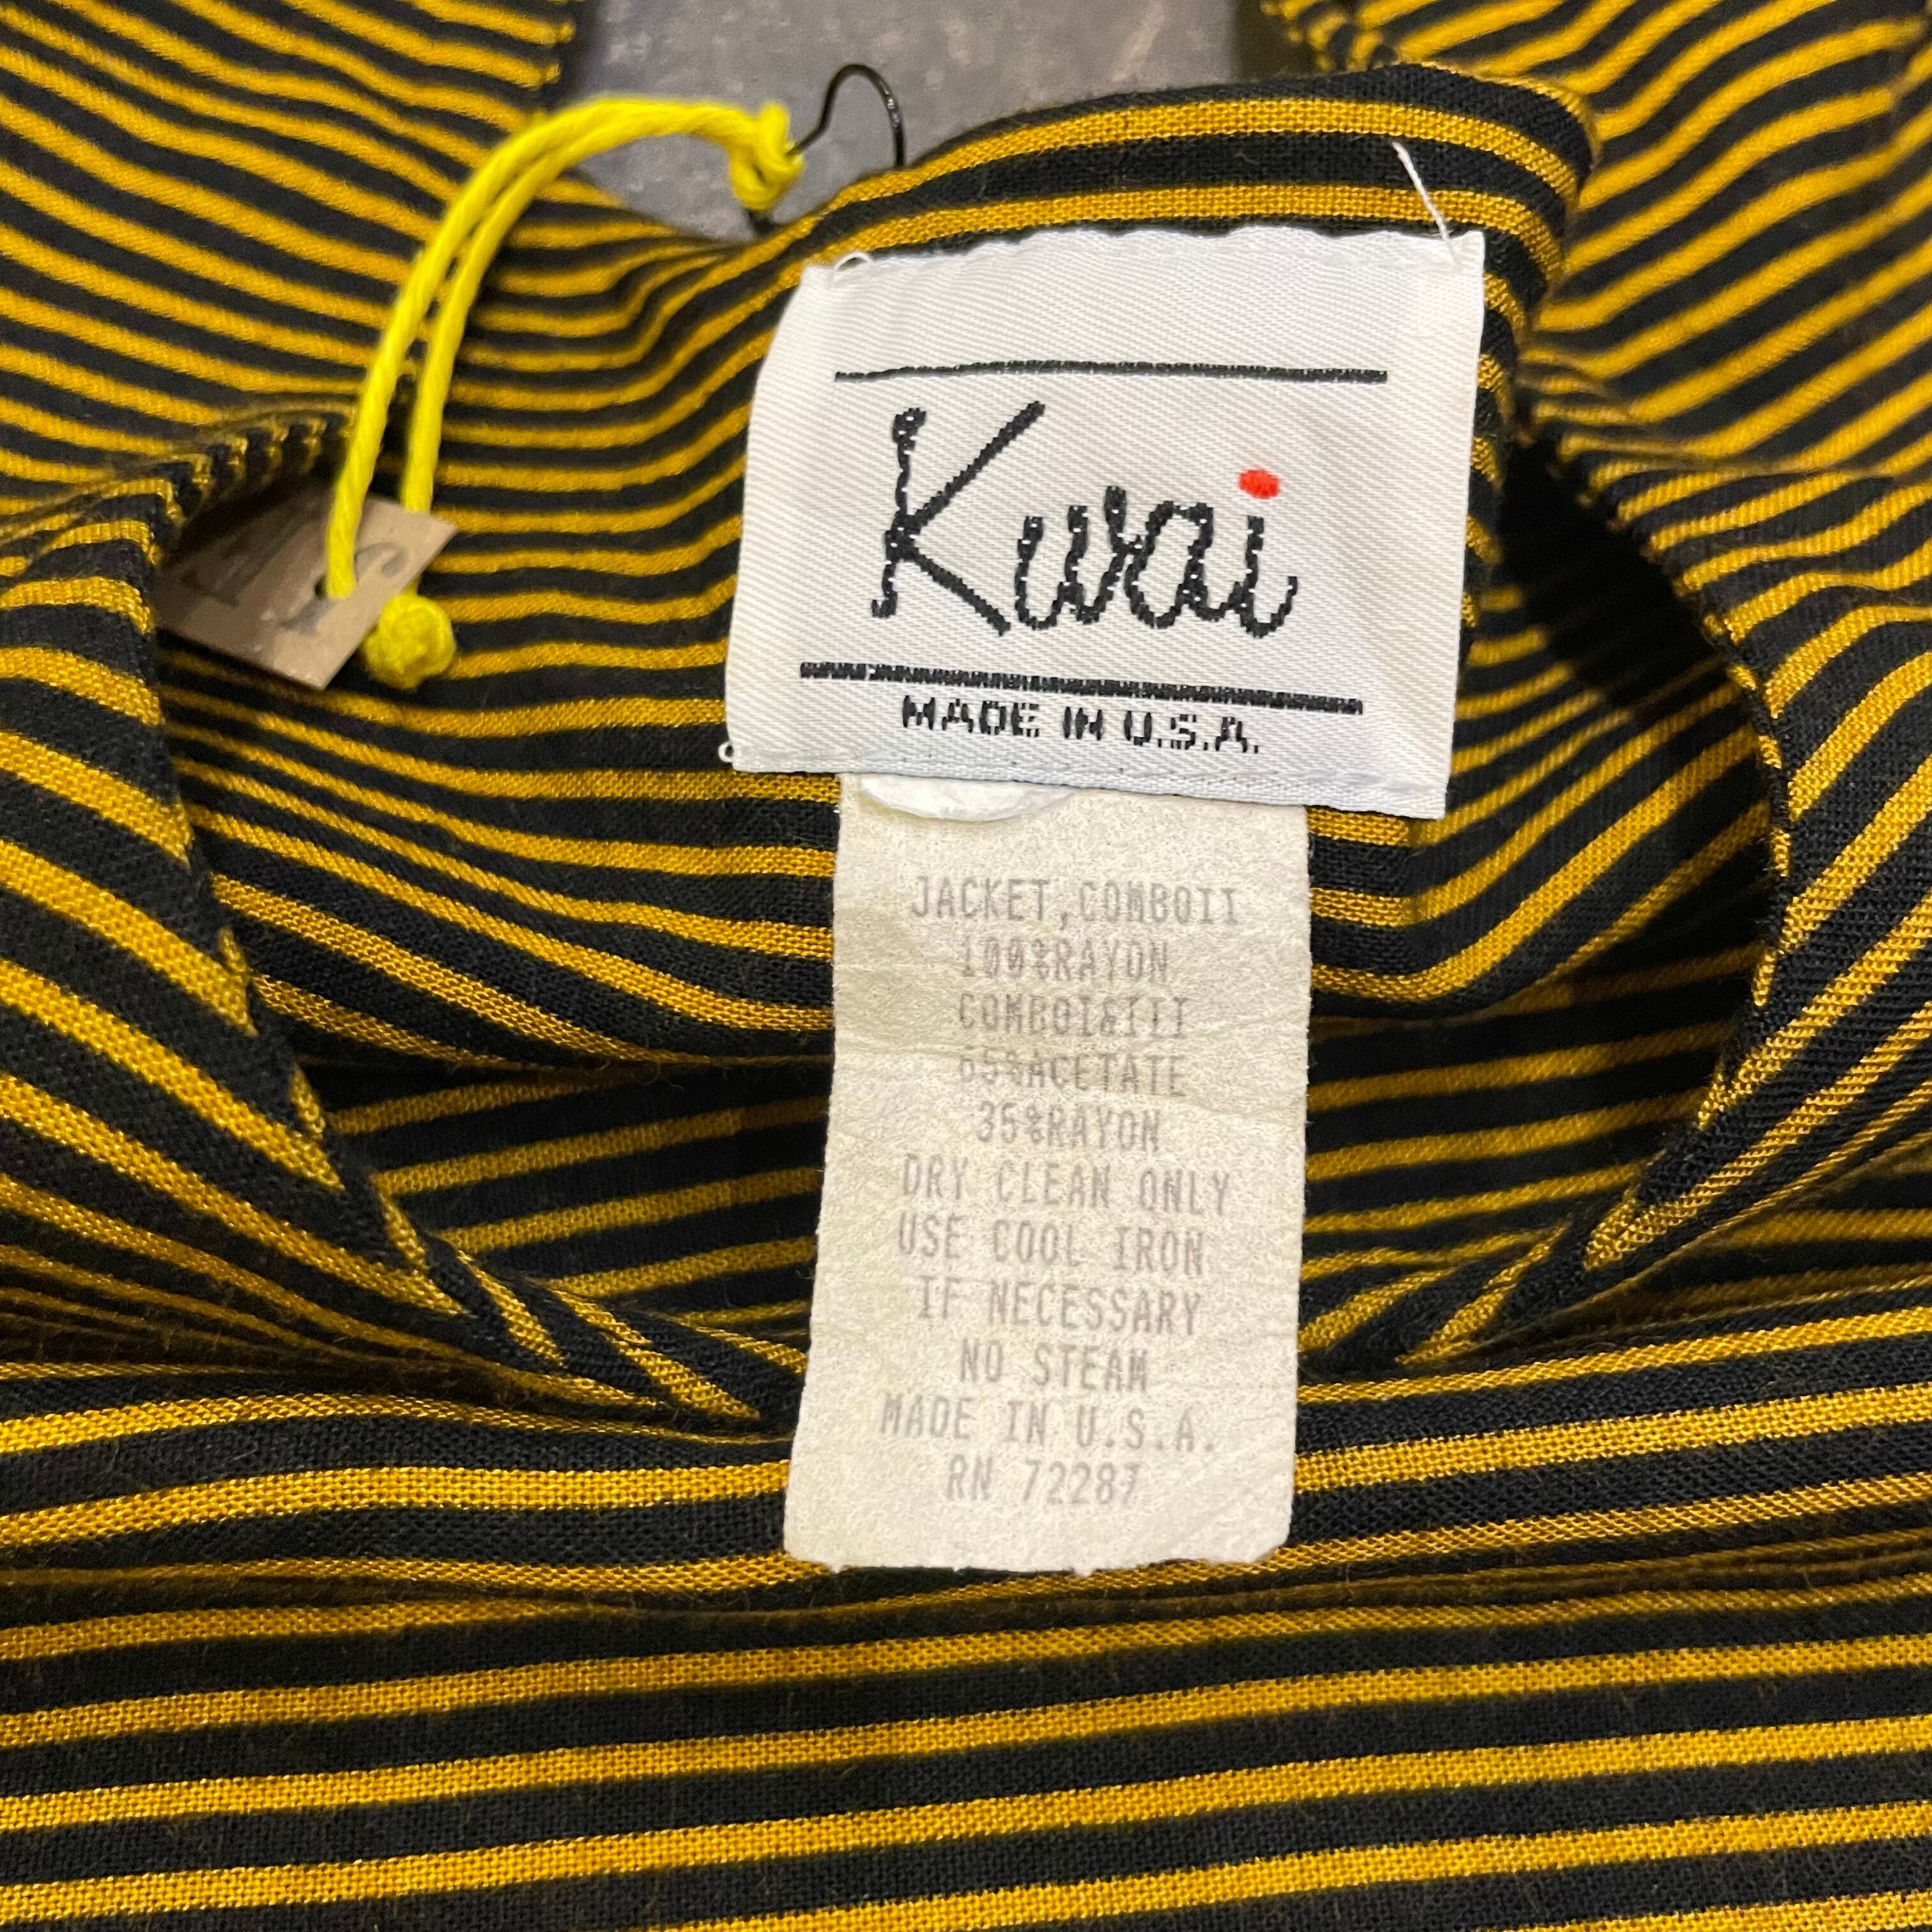 Kwai
MADE IN U.S.A.
JACKET,COMBOII
100%RAYON
COMBOI&III
65%ACETATE
35%RAYON
DRY CLEAN ONLY
USE COOL IRON
IF NECESSARY
NO STEAM
MADE IN U.S.A.
RN 72287